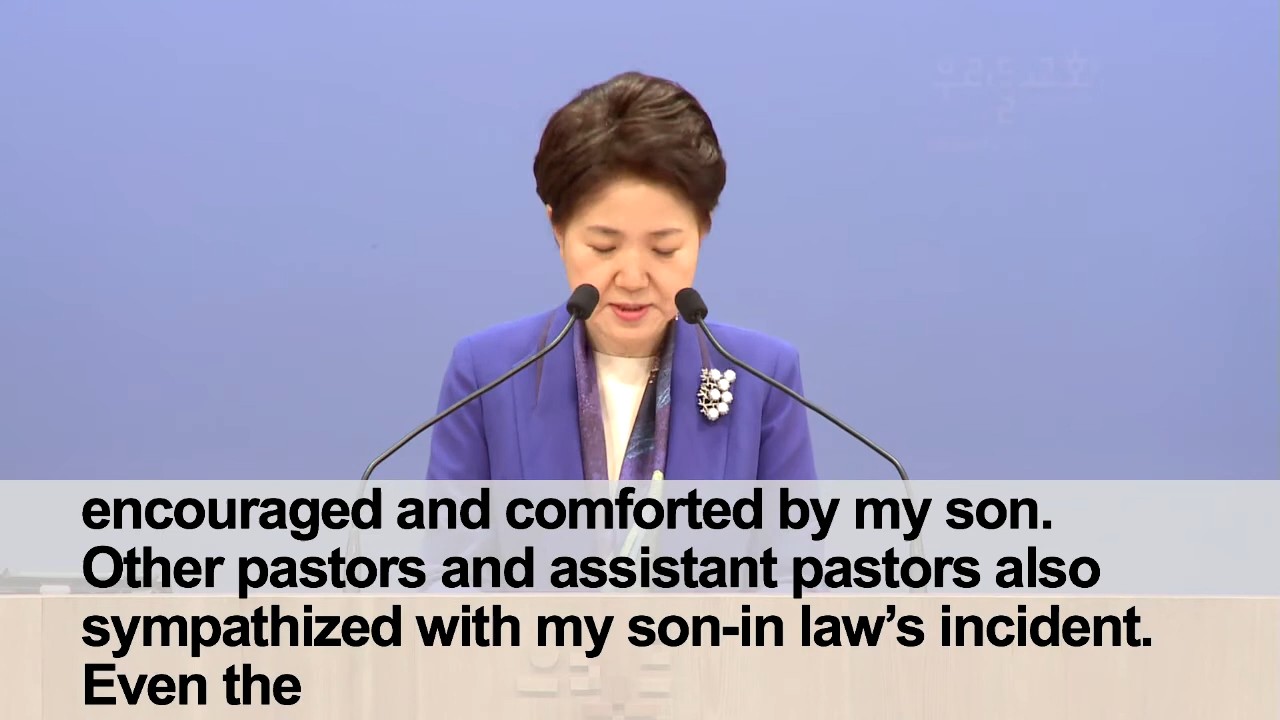 encouraged and comforted by my son.
Other pastors and assistant pastors also
sympathized with my son-in law’s incident.
Even the